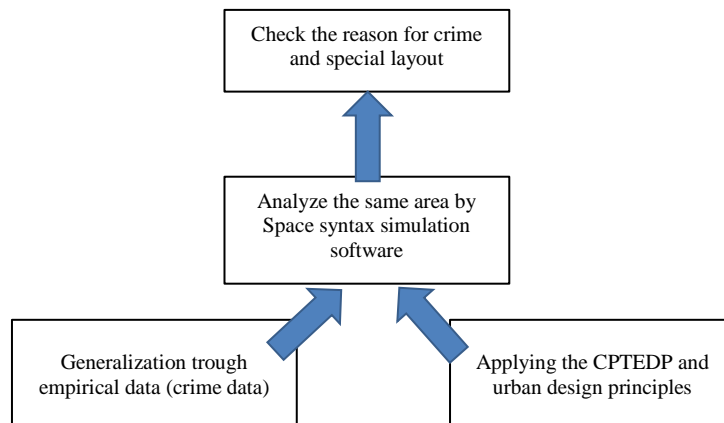 Check the reason for crime
and special layout
Analyze the same area by
Space syntax simulation
software
Generalization trough
empirical data (crime data)
Applying the CPTEDP and
urban design principles